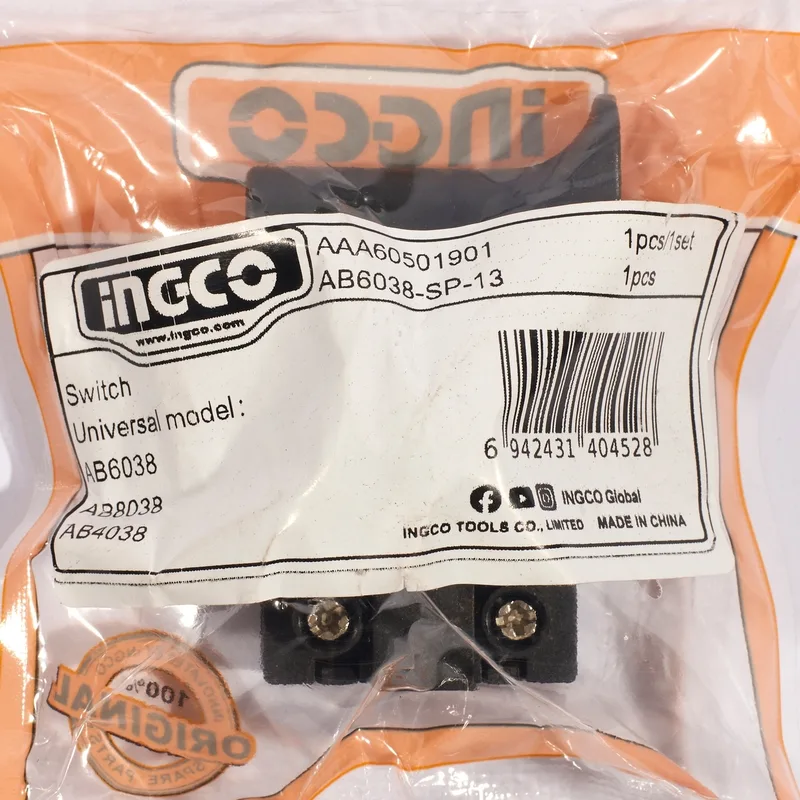 INGCO
INGCO
www.ingco.com
AAA60501901
1pcs/1set
AB6038-SP-13
1pcs
Switch
Universal model:
AB6038
AB8038
AB4038
6 942431 404528
INGCO Global
INGCO TOOLS CO., LIMITED MADE IN CHINA
100%
ORIGINAL
SPARE PARTS